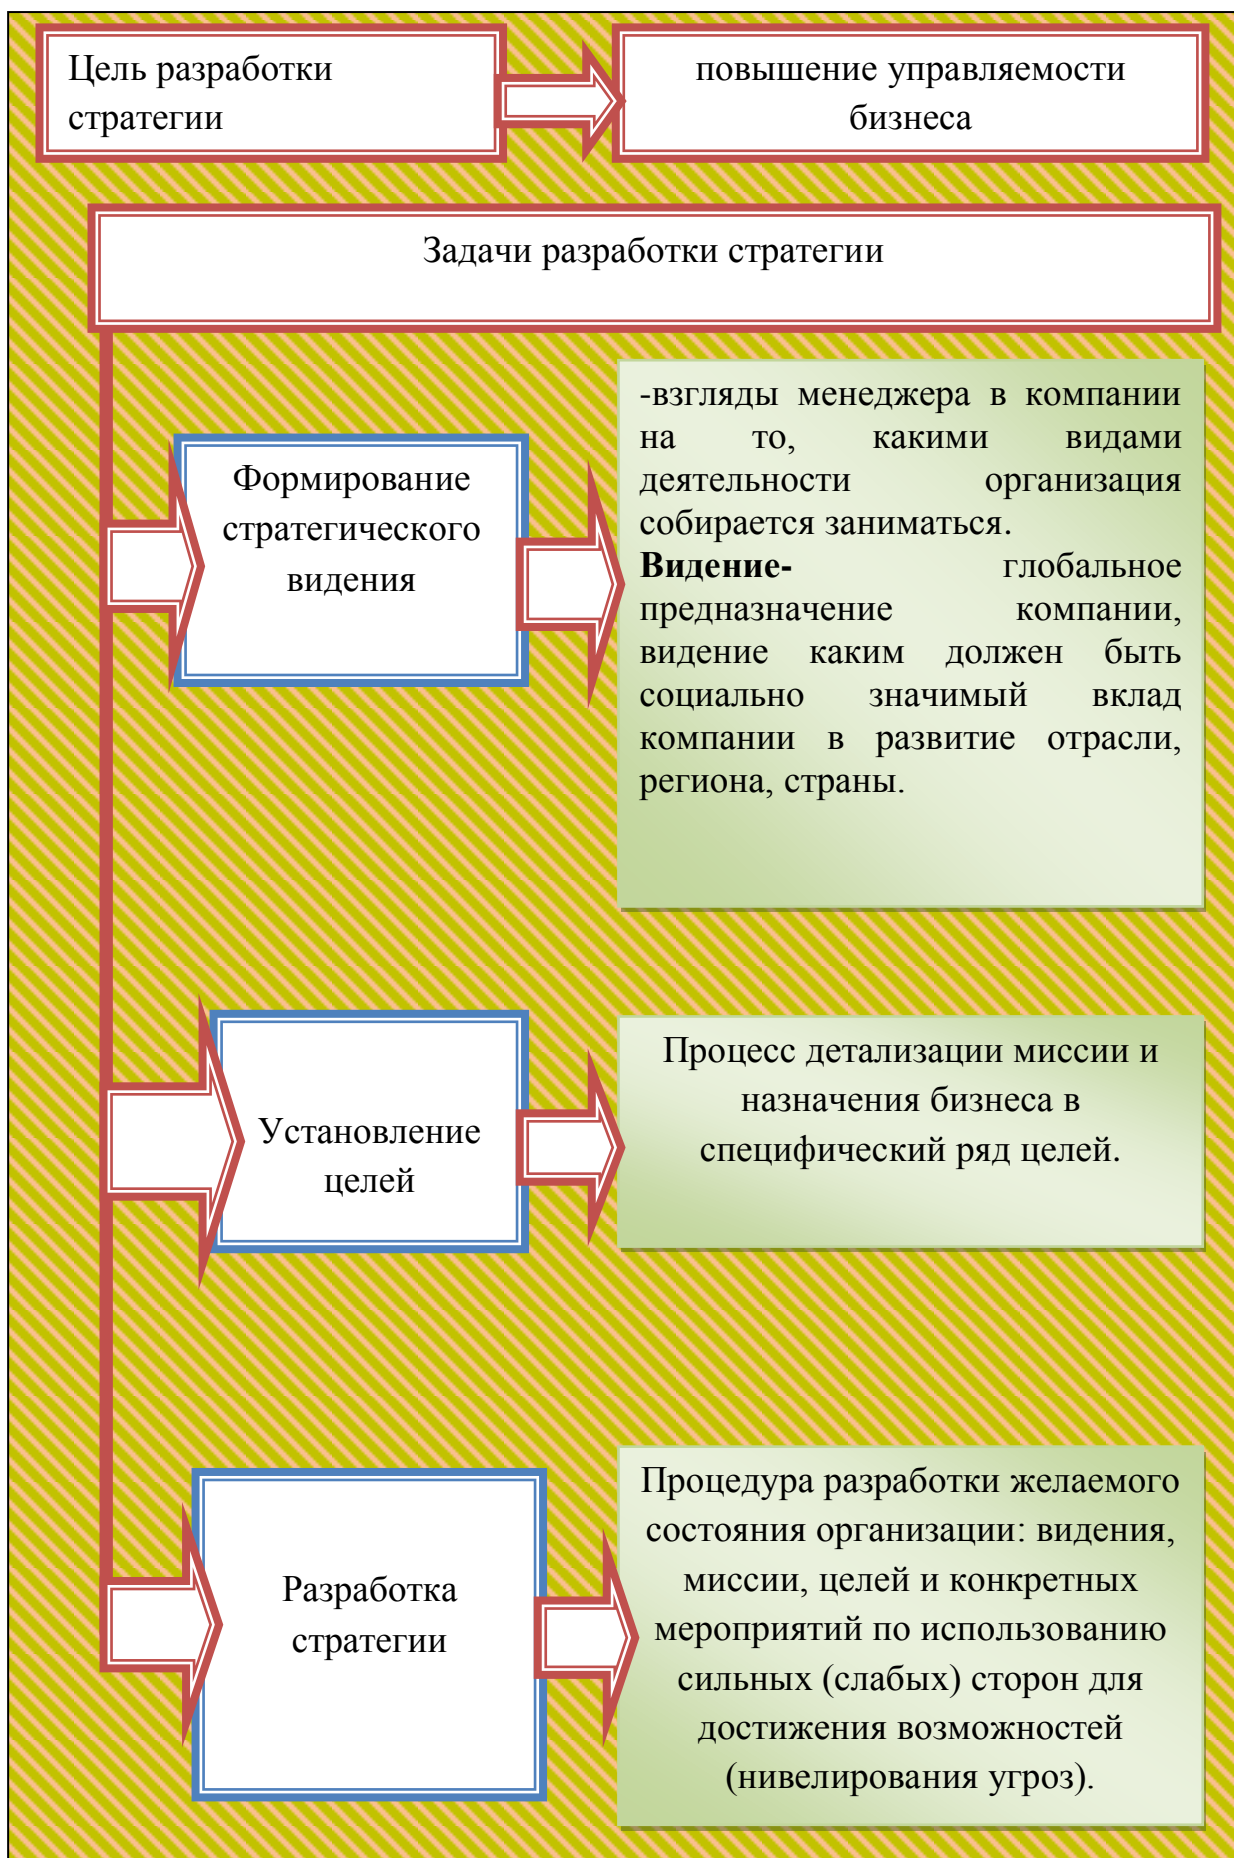 Цель разработки
стратегии
повышение управляемости
бизнеса
Задачи разработки стратегии
Формирование
стратегического
видения
-взгляды менеджера в компании
на то, какими видами
деятельности организация
собирается заниматься.
Видение- глобальное
предназначение компании,
видение каким должен быть
социально значимый вклад
компании в развитие отрасли,
региона, страны.
Установление
целей
Процесс детализации миссии и
назначения бизнеса в
специфический ряд целей.
Разработка
стратегии
Процедура разработки желаемого
состояния организации: видения,
миссии, целей и конкретных
мероприятий по использованию
сильных (слабых) сторон для
достижения возможностей
(нивелирования угроз).